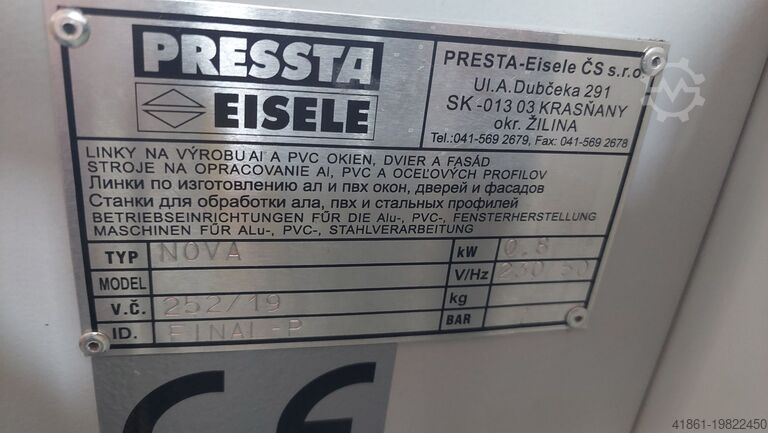 PRESSTA
EISELE
PRESTA-Eisele ČS s.r.o.
Ul.A.Dubčeka 291
SK-013 03 KRASŇANY
okr. ŽILINA
Tel.:041-569 2679, Fax: 041-569 2678
LINKY NA VÝROBU Al A PVC OKIEN, DVIER A FASÁD
STROJE NA OPRACOVANIE Al, PVC A OCEĽOVÝCH PROFILOV
Линки по изготовлению ал и пвх окон, дверей и фасадов
Станки для обработки ала, пвх и стальных профилей
BETRIEBSEINRICHTUNGEN FÜR DIE Alu-, PVC-, FENSTERHERSTELLUNG
MASCHINEN FÜR ALu-, PVC-, STAHLVERARBEITUNG
TYP NOVA kW 0.8
MODEL V/Hz 230/50
V.Č. 252/19 kg
ID. EINAL-P BAR
CE
41861-19822450